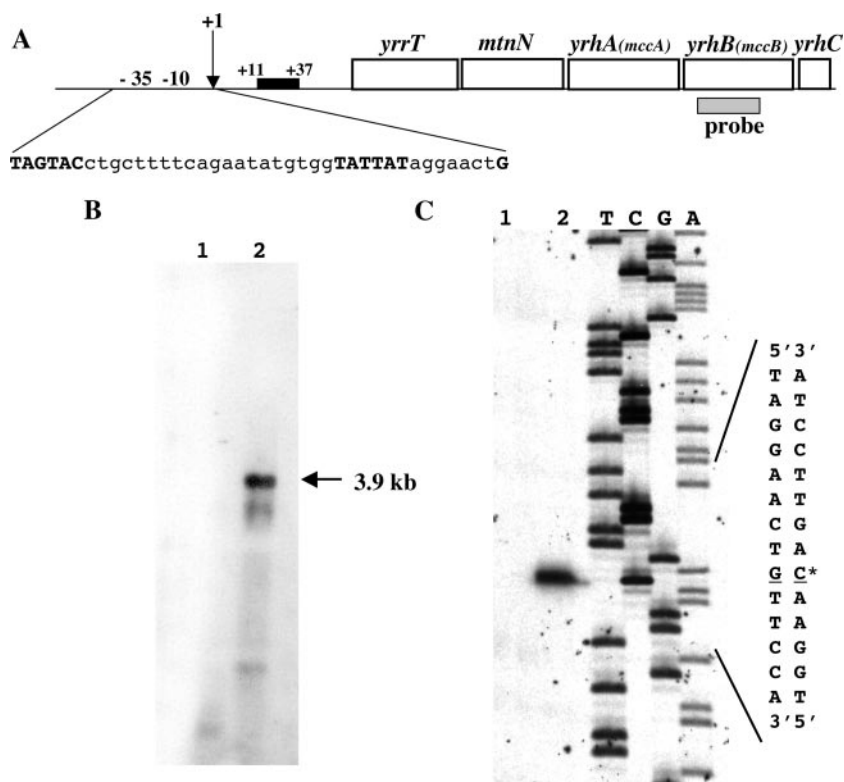 A
+1
yrrT
mtnN
yrhA(mccA)
yrhB(mccB)
yrhC
- 35 -10
+11
+37
probe
TAGTACctgcttttcagaatatgtggTATTATaggaactG
B
1 2
3.9 kb
C
1 2 T C G A
5'3'
T A
A T
G C
G C
A T
A T
C G
T A
G C*
T A
T A
C G
C G
A T
3'5'